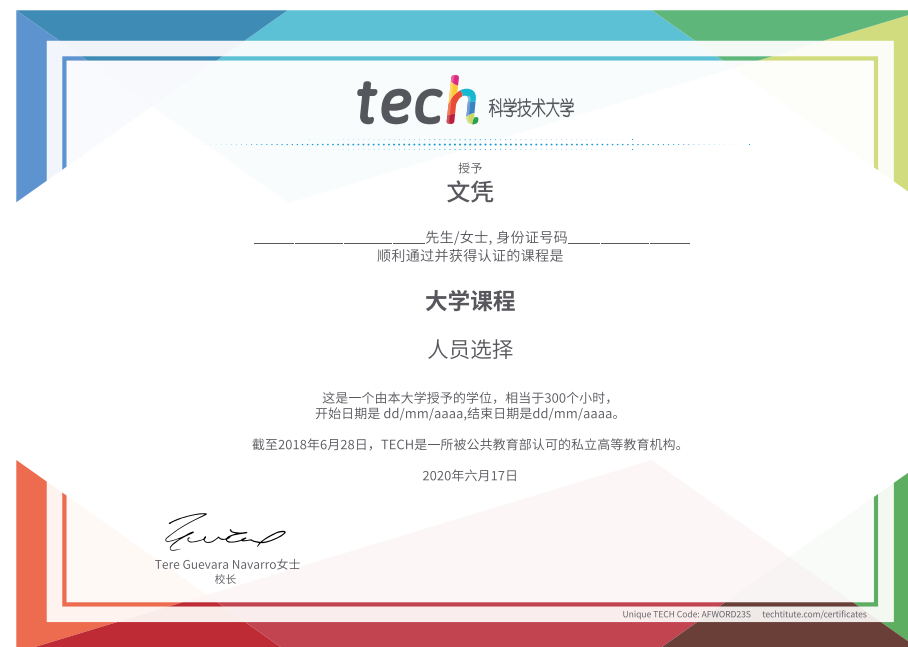 tech 科学技术大学
授予
文凭
先生/女士, 身份证号码
顺利通过并获得认证的课程是
大学课程
人员选择
这是一个由本大学授予的学位，相当于300个小时，
开始日期是 dd/mm/aaaa,结束日期是dd/mm/aaaa。
截至2018年6月28日，TECH是一所被公共教育部认可的私立高等教育机构。
2020年六月17日
Tere Guevara Navarro女士
校长
Unique TECH Code: AFWORD23S techtitute.com/certificates